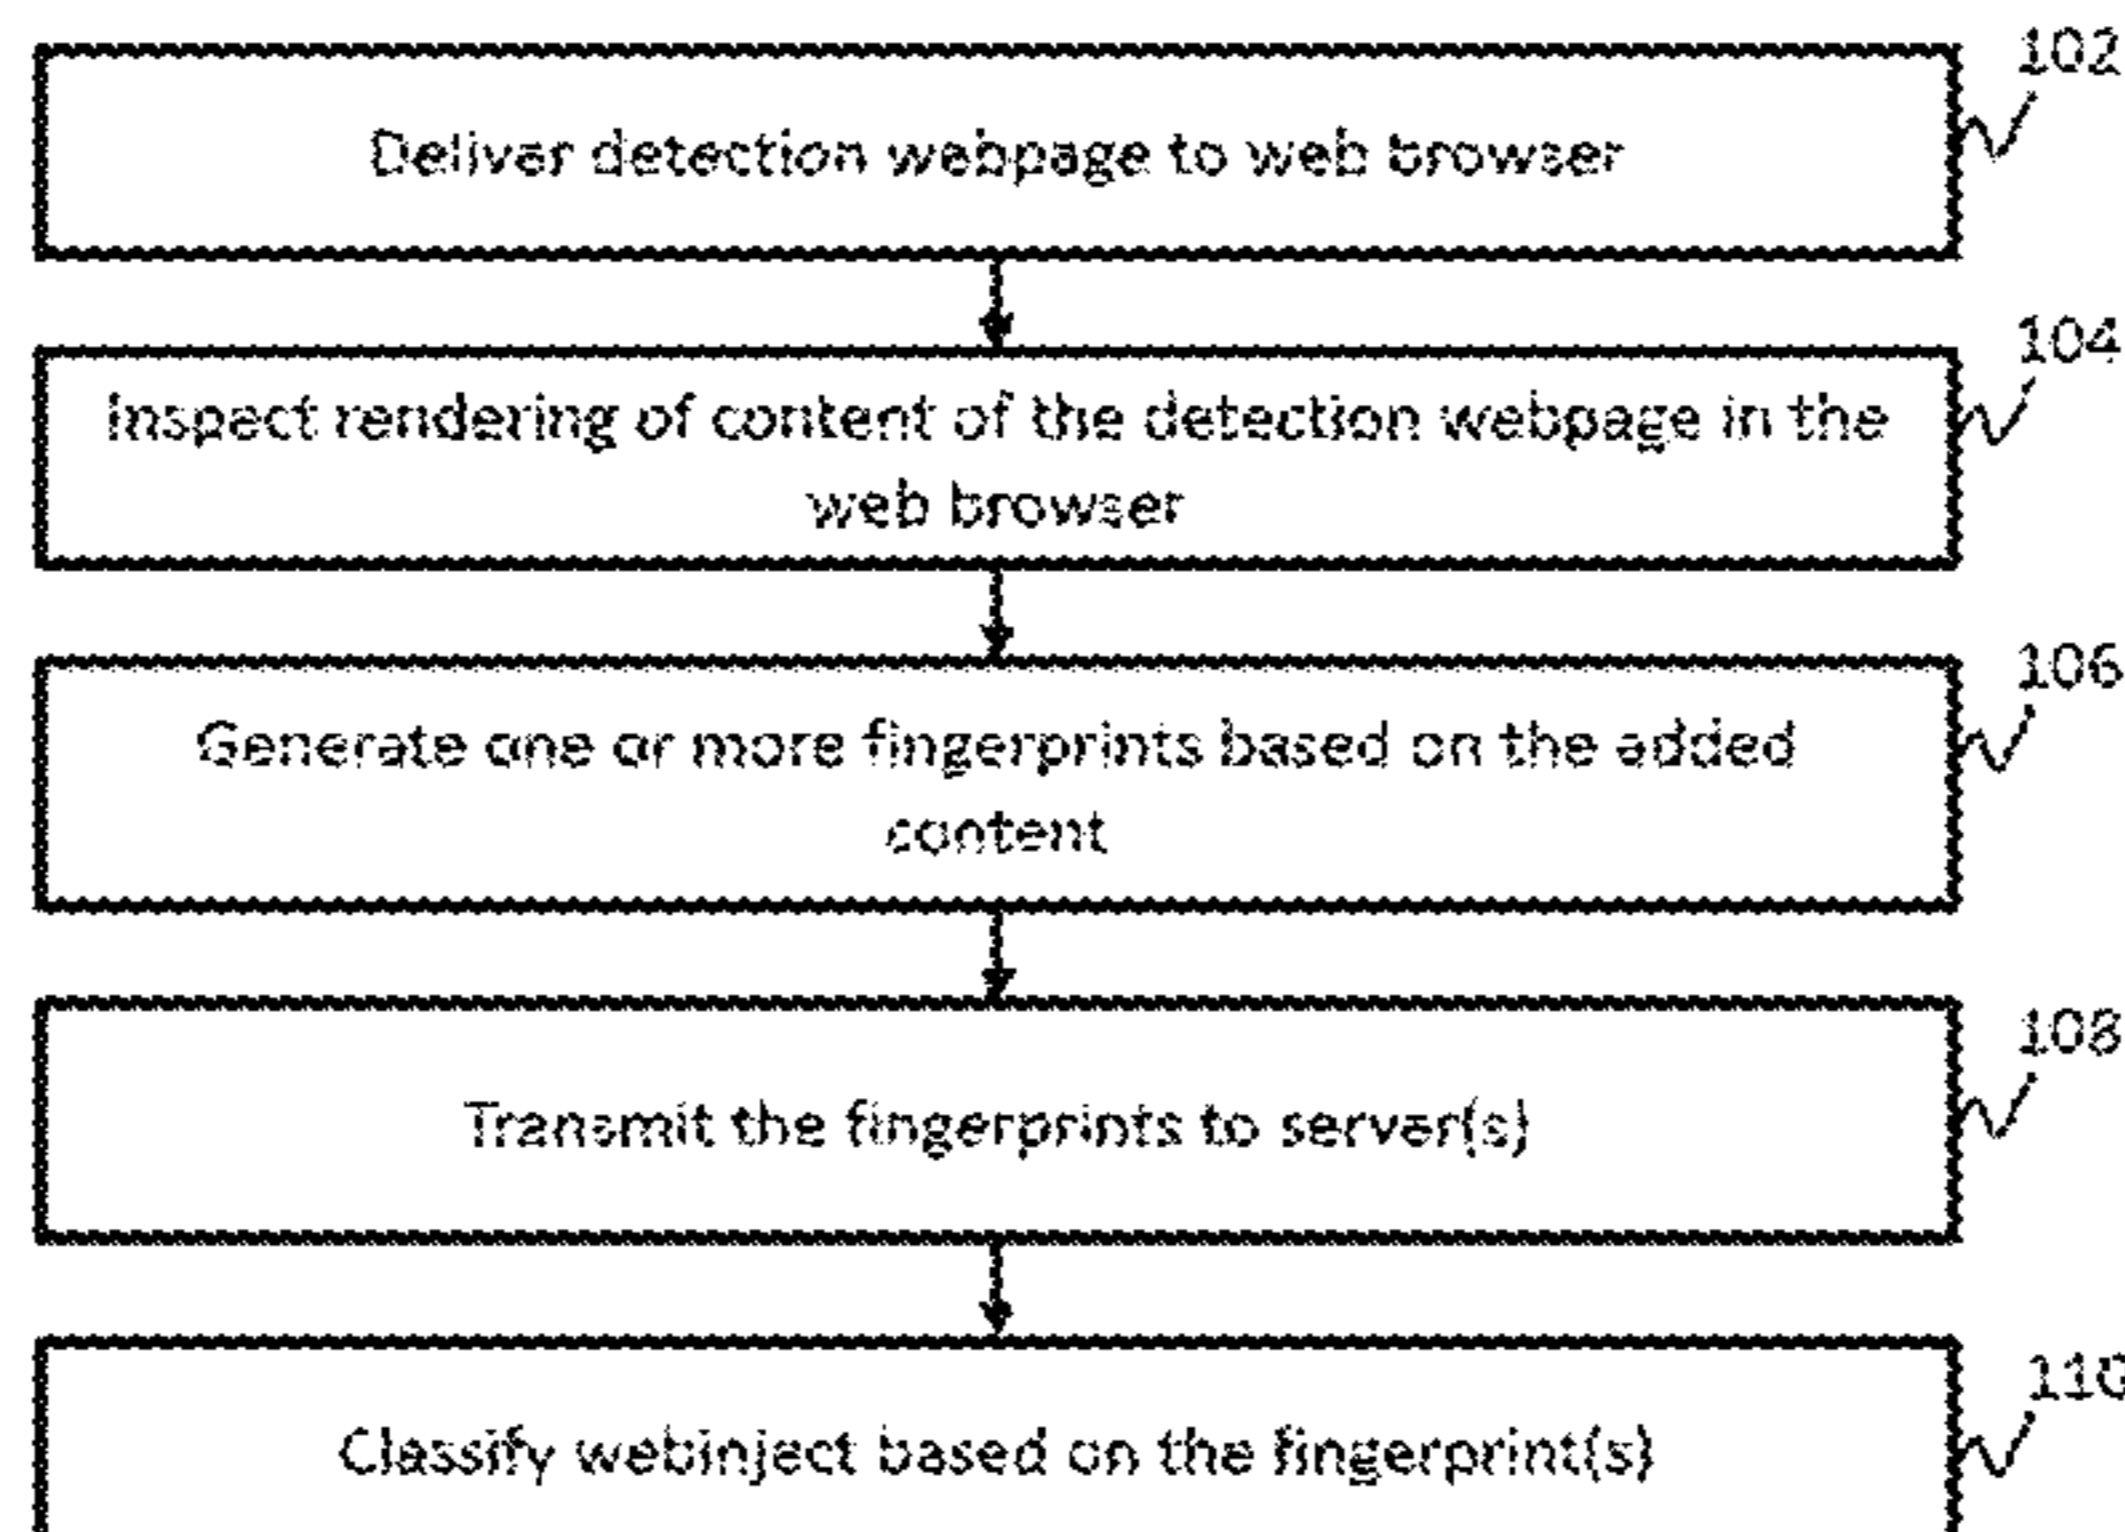 102
Deliver detection webpage to web browser
104
Inspect rendering of content of the detection webpage in the
web browser
106
Generate one or more fingerprints based on the added
content
108
Transmit the fingerprints to server(s)
110
Classify webinject based on the fingerprint(s)